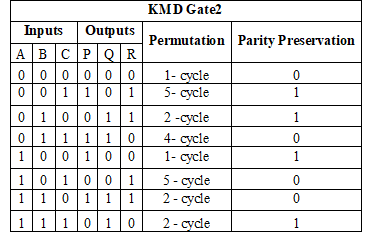 KMD Gate2
Inputs Outputs Permutation Parity Preservation
A B C P Q R
0 0 0 0 0 0 1- cycle 0
0 0 1 1 0 1 5- cycle 1
0 1 0 0 1 1 2 -cycle 1
0 1 1 1 1 0 4- cycle 0
1 0 0 1 0 0 1- cycle 1
1 0 1 0 0 1 5 - cycle 0
1 1 0 1 1 1 2 - cycle 0
1 1 1 0 1 0 2 - cycle 1